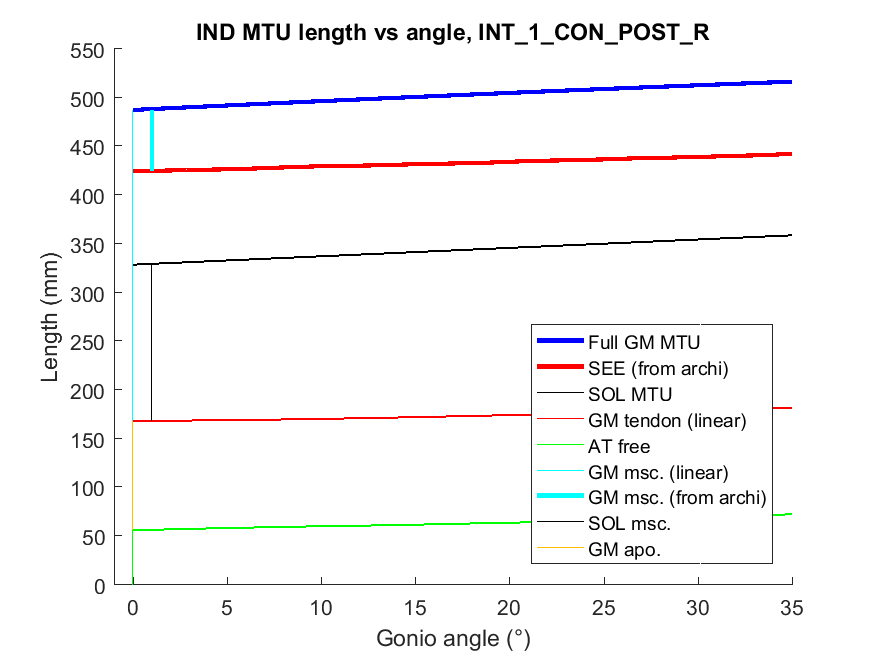 IND MTU length vs angle, INT_1_CON_POST_R
550
500
450
400
350
300
250
200
150
100
50
0
Length (mm)
Full GM MTU
SEE (from archi)
SOL MTU
GM tendon (linear)
AT free
GM msc. (linear)
GM msc. (from archi)
SOL msc.
GM apo.
0 5 10 15 20 25 30 35
Gonio angle (°)